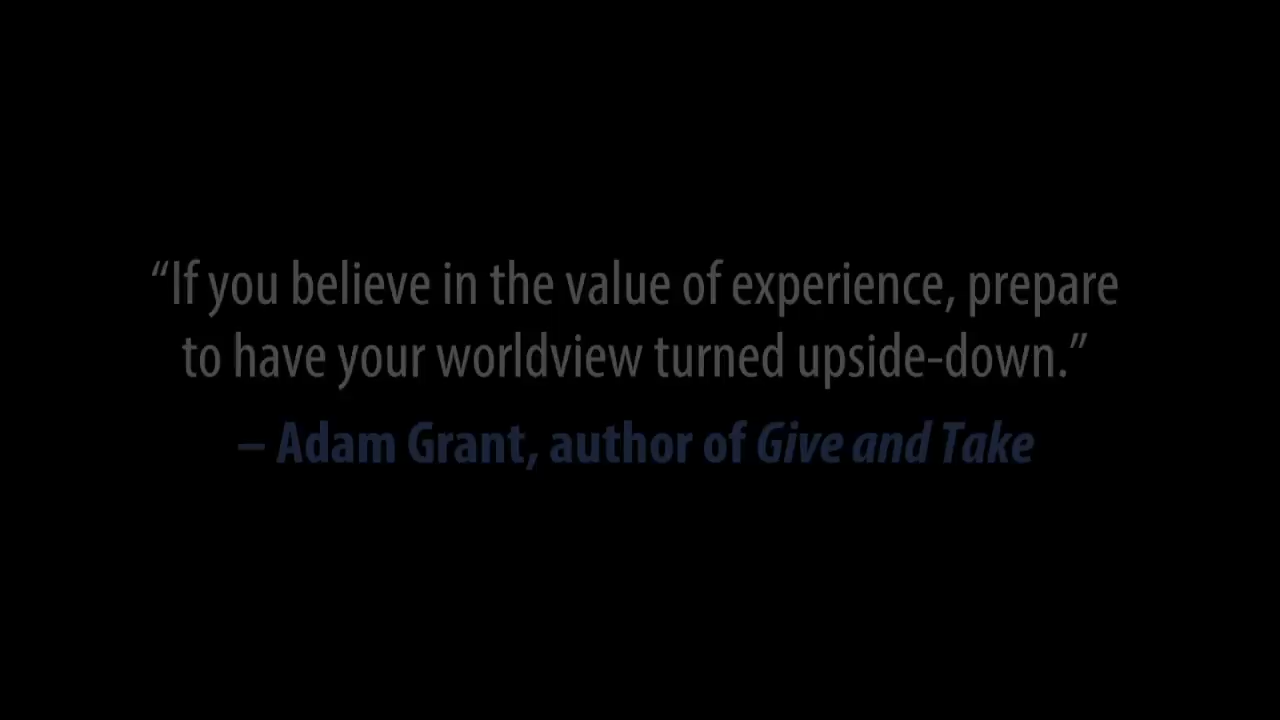 “If you believe in the value of experience, prepare
to have your worldview turned upside-down.”
– Adam Grant, author of Give and Take